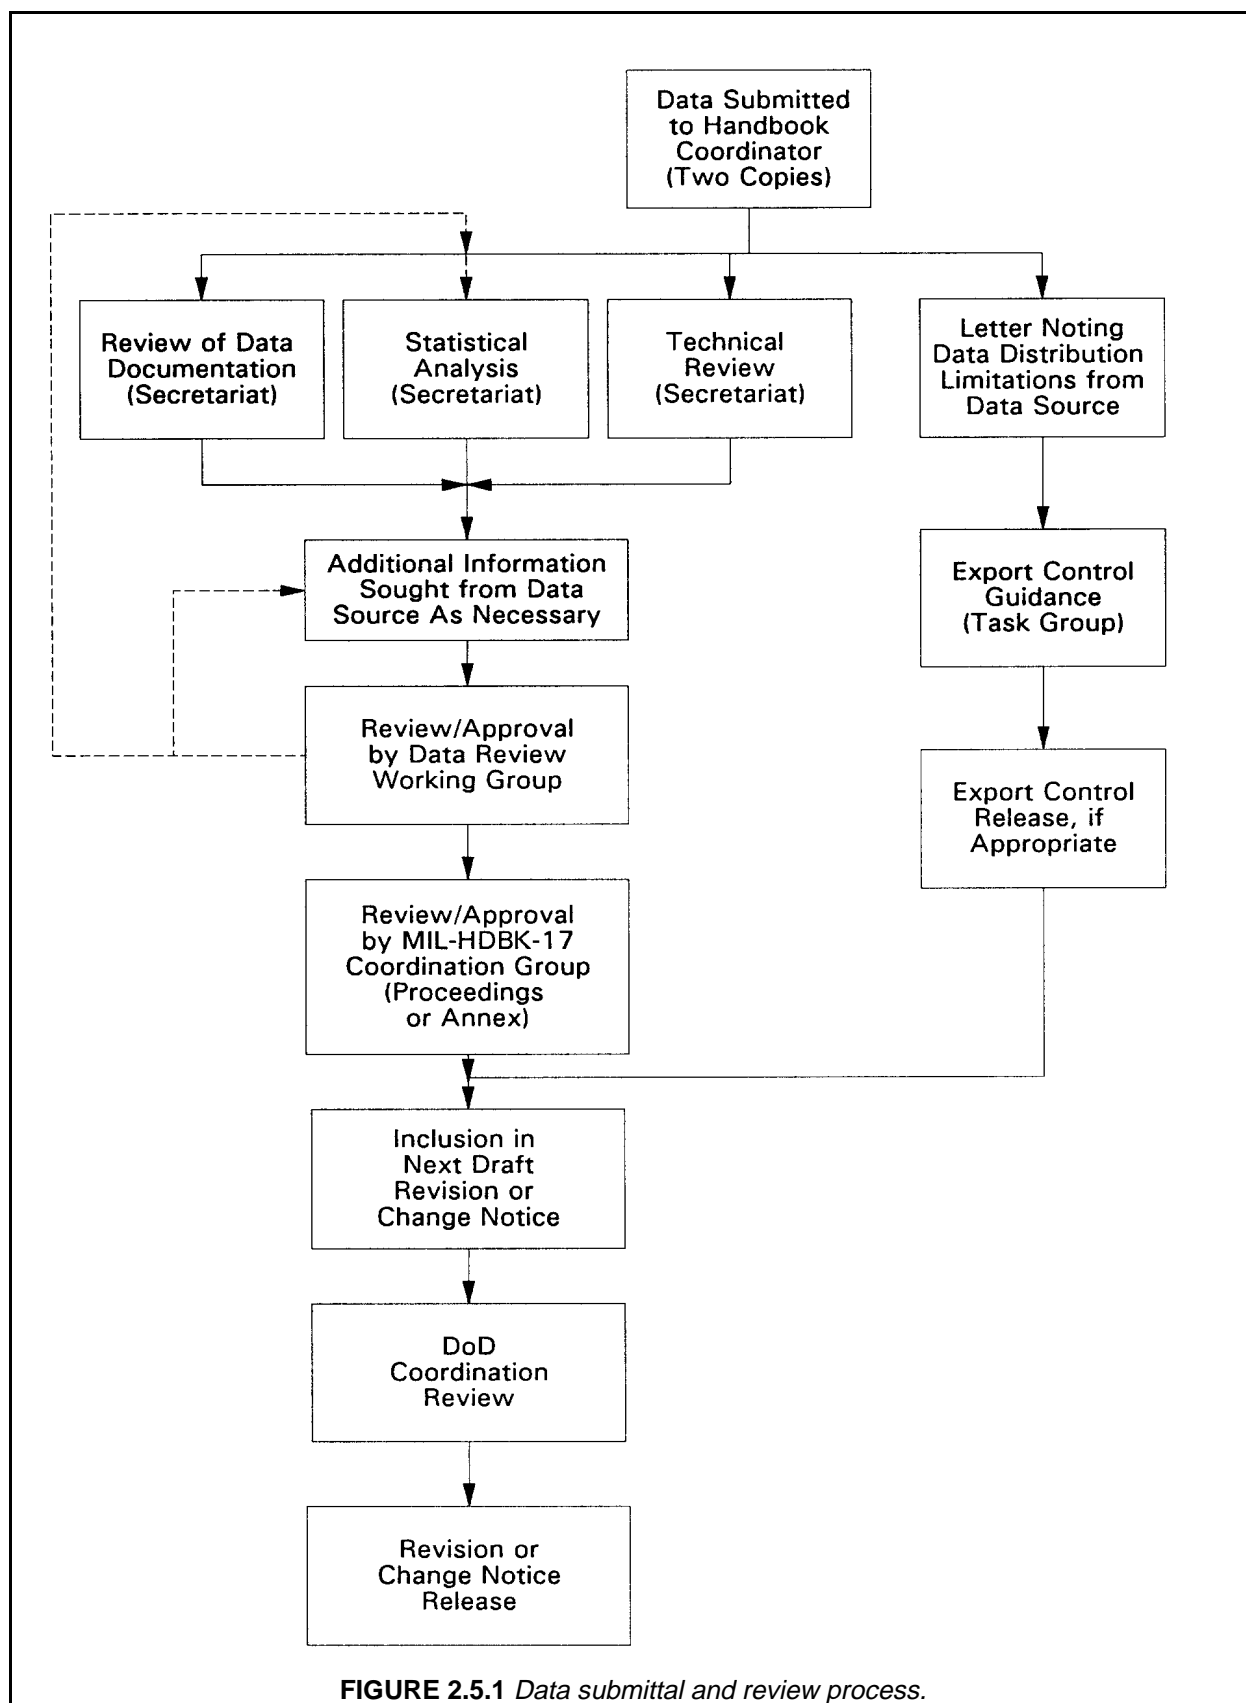 Data Submitted
to Handbook
Coordinator
(Two Copies)
Review of Data
Documentation
(Secretariat)
Statistical
Analysis
(Secretariat)
Technical
Review
(Secretariat)
Letter Noting
Data Distribution
Limitations from
Data Source
Additional Information
Sought from Data
Source As Necessary
Export Control
Guidance
(Task Group)
Review/Approval
by Data Review
Working Group
Export Control
Release, if
Appropriate
Review/Approval
by MIL-HDBK-17
Coordination Group
(Proceedings
or Annex)
Inclusion in
Next Draft
Revision or
Change Notice
DoD
Coordination
Review
Revision or
Change Notice
Release
FIGURE 2.5.1 Data submittal and review process.